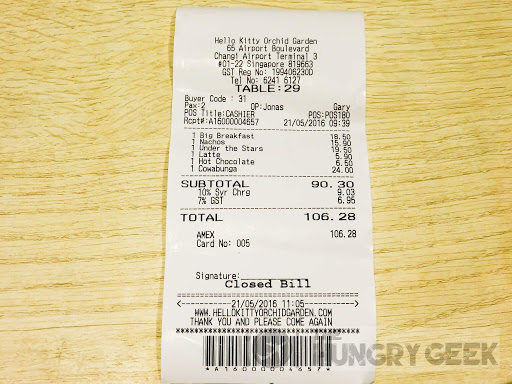 Hello Kitty Orchid Garden
65 Airport Boulevard
Changi Airport Terminal 3
#01-22 Singapore 819663
GST Reg No: 199406230D
Tel No: 6241 6127
TABLE:29
Buyer Code : 31
Pax:2 OP:Jonas Gary
POS Title:CASHIER POS:POS180
Rcpt#:A16000004657 21/05/2016 09:39
1 Big Breakfast 18.50
1 Nachos 15.90
1 Under the Stars 19.50
1 Latte 5.90
1 Hot Chocolate 6.50
1 Cowabunga 24.00
SUBTOTAL 90.30
10% Svr Chrg 9.03
7% GST 6.95
TOTAL 106.28
AMEX 106.28
Card No: 005
Signature:
Closed Bill
21/05/2016 11:05
WWW.HELLOKITTYORCHIDGARDEN.COM
THANK YOU AND PLEASE COME AGAIN
*A16000004657*
HUNGRY GEEK